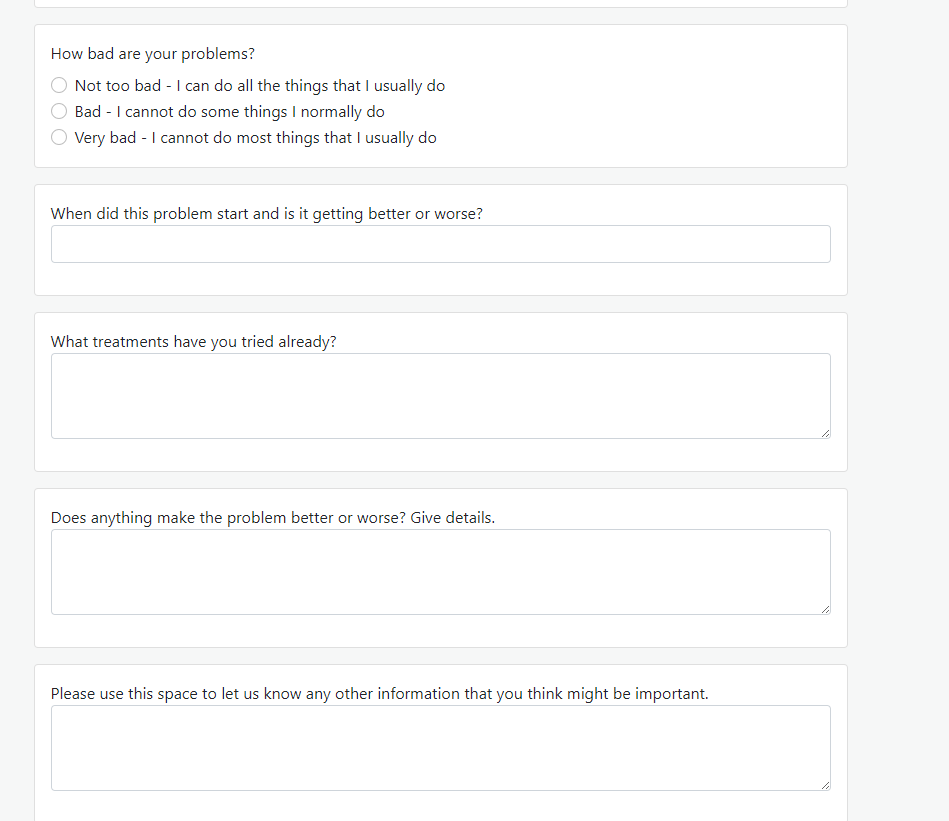 How bad are your problems?
Not too bad - I can do all the things that I usually do
Bad - I cannot do some things I normally do
Very bad - I cannot do most things that I usually do
When did this problem start and is it getting better or worse?
What treatments have you tried already?
Does anything make the problem better or worse? Give details.
Please use this space to let us know any other information that you think might be important.